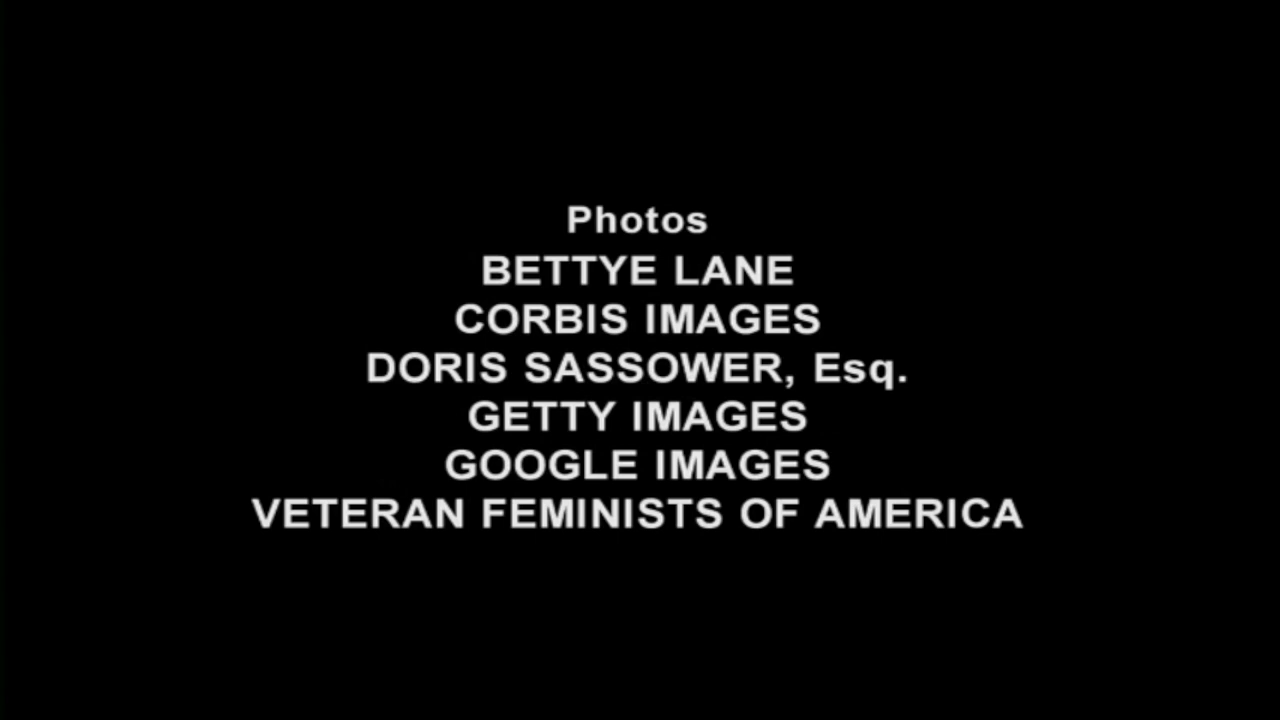 Photos
BETTYE LANE
CORBIS IMAGES
DORIS SASSOWER, Esq.
GETTY IMAGES
GOOGLE IMAGES
VETERAN FEMINISTS OF AMERICA